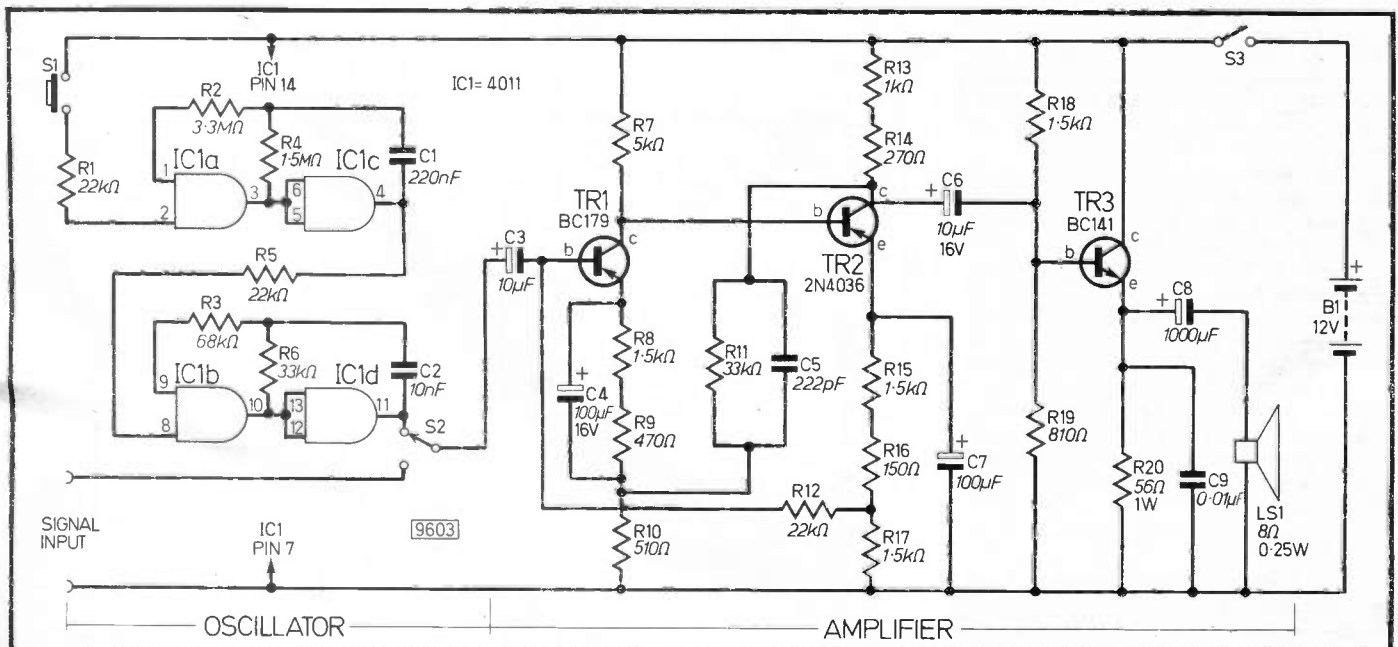 S1
IC1
PIN 14
IC1= 4011
R2
3·3MΩ
R4
1·5MΩ
IC1a
IC1c
C1
220nF
R1
22kΩ
1
2
3
6
5
4
R5
22kΩ
R3
68kΩ
R6
33kΩ
IC1b
IC1d
C2
10nF
9
8
10
13
12
11
S2
SIGNAL
INPUT
IC1
PIN 7
9603
OSCILLATOR
C3
10µF
+
R7
5kΩ
TR1
BC179
b
c
R8
1·5kΩ
+
C4
100µF
16V
R9
470Ω
R10
510Ω
R11
33kΩ
C5
222pF
R12
22kΩ
R13
1kΩ
R14
270Ω
b
c
e
TR2
2N4036
C6
10µF
16V
+
R15
1·5kΩ
R16
150Ω
R17
1·5kΩ
+
C7
100µF
R18
1·5kΩ
R19
810Ω
TR3
BC141
b
c
e
+
C8
1000µF
R20
56Ω
1W
C9
0·01µF
LS1
8Ω
0·25W
S3
+
B1
12V
AMPLIFIER